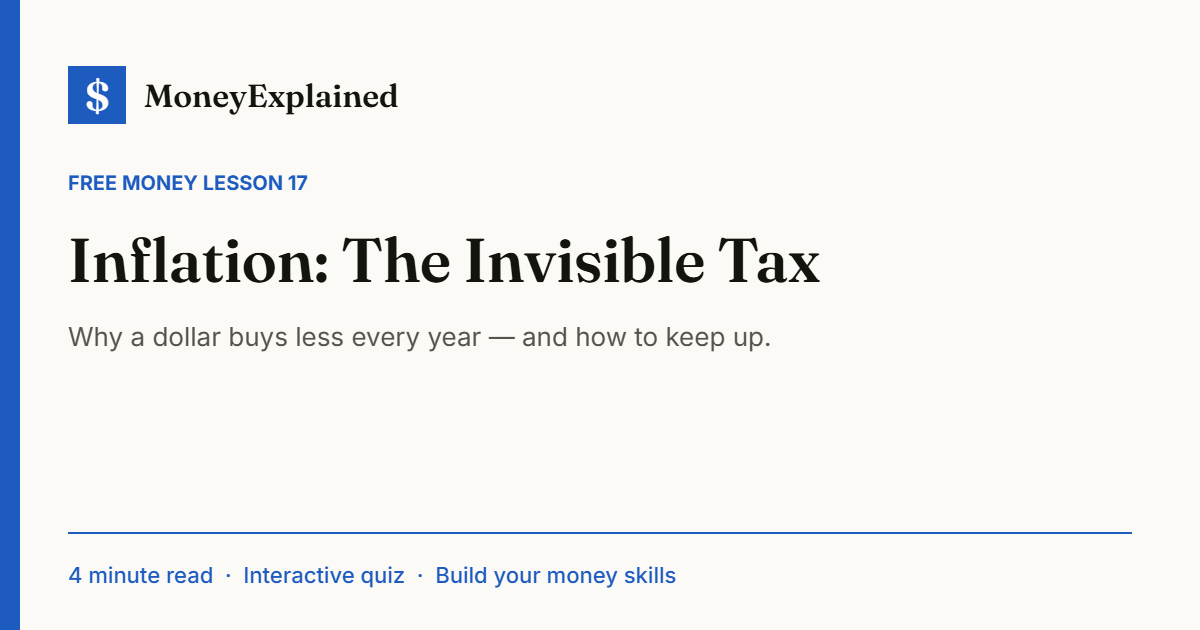 $ MoneyExplained
FREE MONEY LESSON 17
Inflation: The Invisible Tax
Why a dollar buys less every year — and how to keep up.
4 minute read · Interactive quiz · Build your money skills